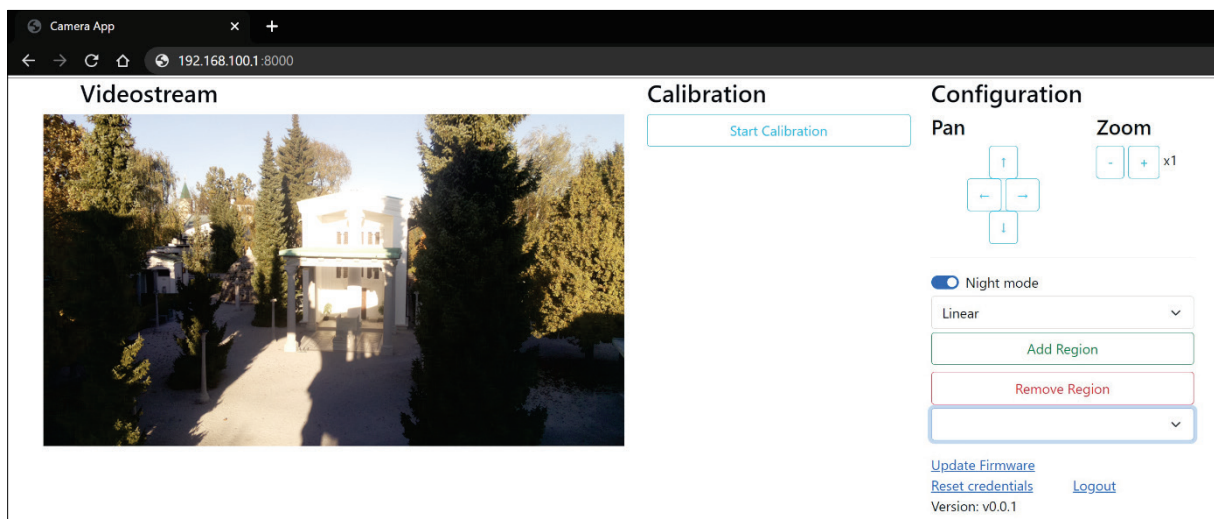 Camera App
192.168.100.1:8000
Videostream
Calibration
Start Calibration
Configuration
Pan
Zoom
↑
← →
↓
- + x1
Night mode
Linear
Add Region
Remove Region
Update Firmware
Reset credentials Logout
Version: v0.0.1